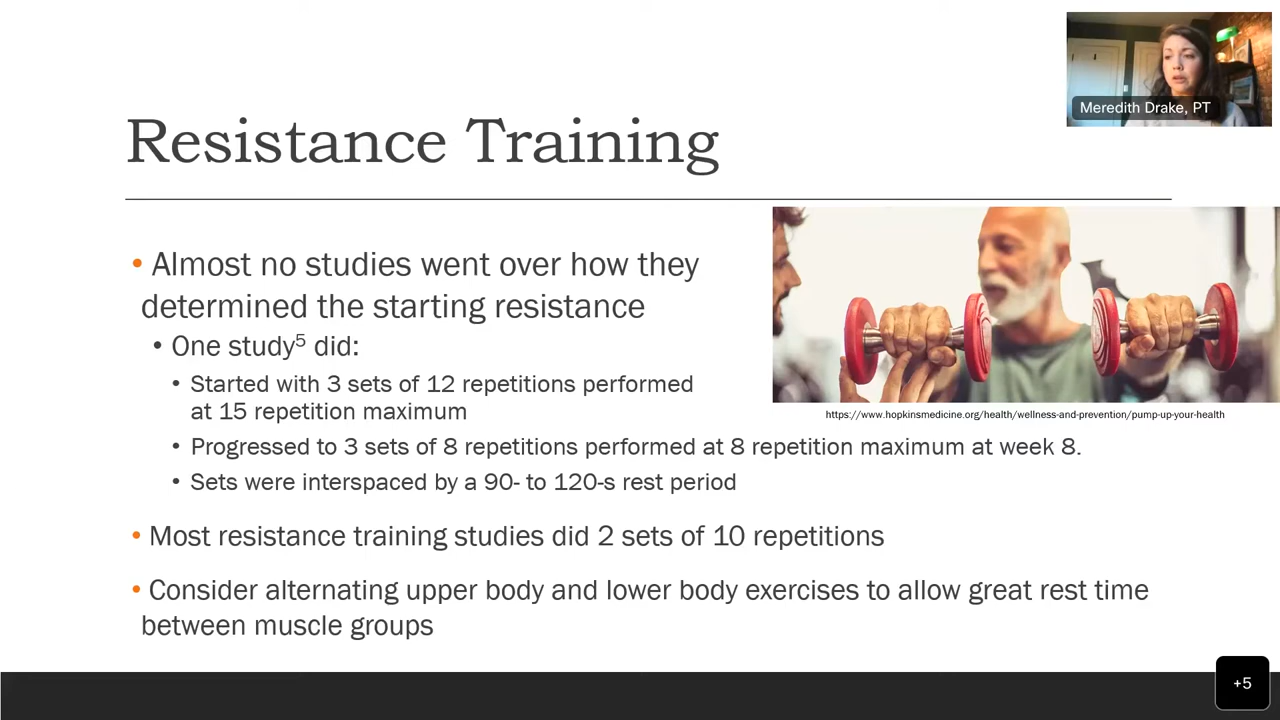 Meredith Drake, PT
Resistance Training
• Almost no studies went over how they
determined the starting resistance
• One study⁵ did:
• Started with 3 sets of 12 repetitions performed
at 15 repetition maximum
https://www.hopkinsmedicine.org/health/wellness-and-prevention/pump-up-your-health
• Progressed to 3 sets of 8 repetitions performed at 8 repetition maximum at week 8.
• Sets were interspaced by a 90- to 120-s rest period
• Most resistance training studies did 2 sets of 10 repetitions
• Consider alternating upper body and lower body exercises to allow great rest time
between muscle groups
+5